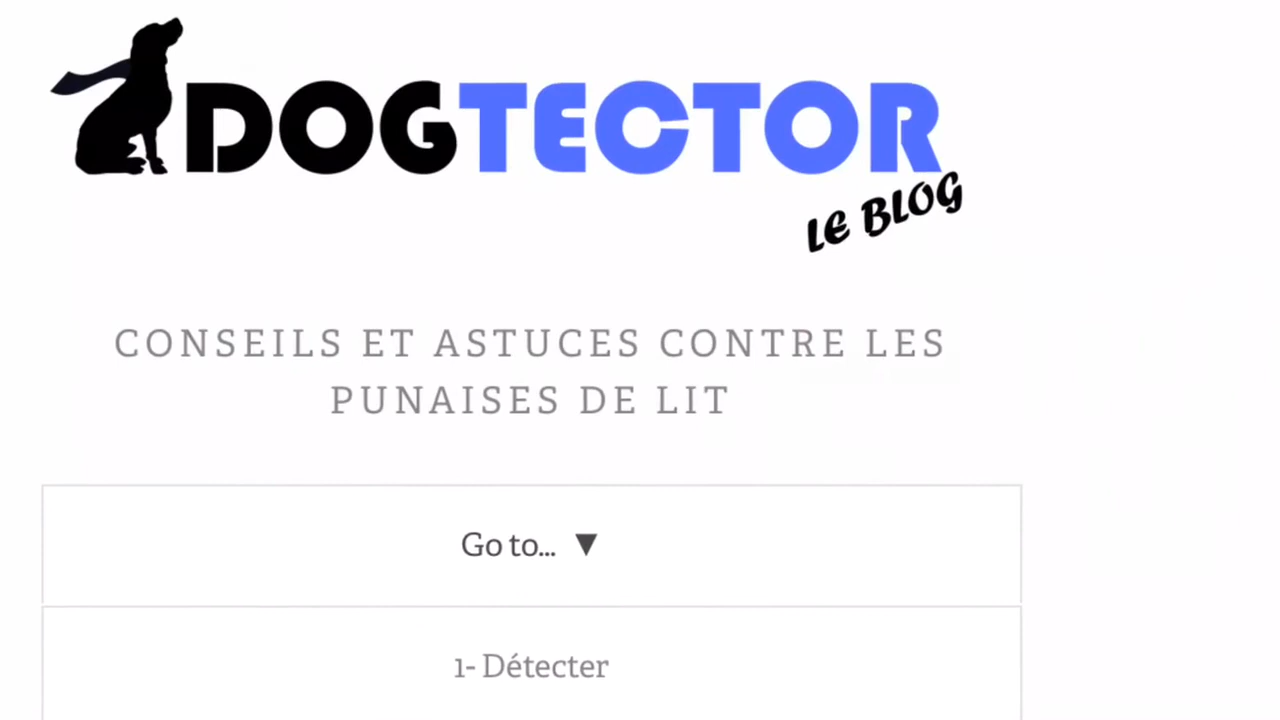 DOGTECTOR
LE BLOG
CONSEILS ET ASTUCES CONTRE LES
PUNAISES DE LIT
Go to... ▼
1- Détecter